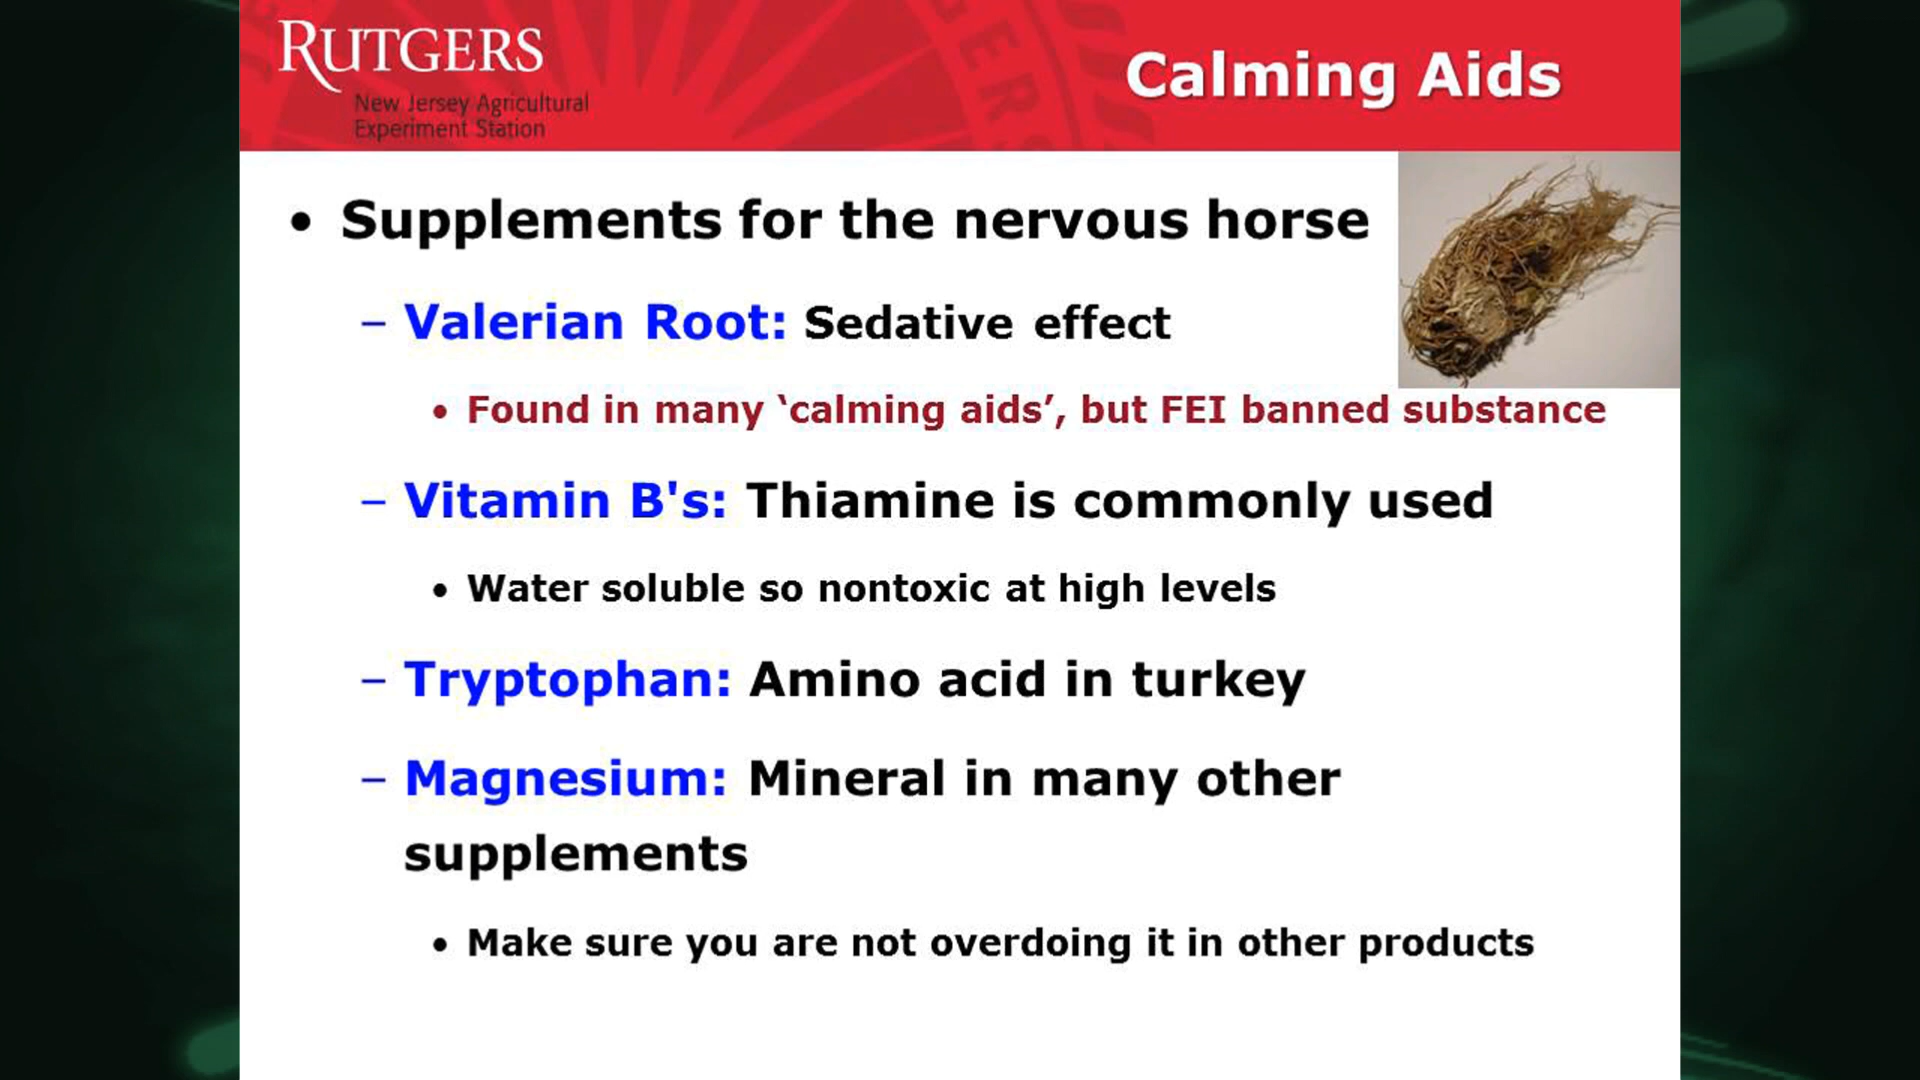 RUTGERS
New Jersey Agricultural
Experiment Station
Calming Aids
• Supplements for the nervous horse
– Valerian Root: Sedative effect
• Found in many ‘calming aids’, but FEI banned substance
– Vitamin B's: Thiamine is commonly used
• Water soluble so nontoxic at high levels
– Tryptophan: Amino acid in turkey
– Magnesium: Mineral in many other
supplements
• Make sure you are not overdoing it in other products